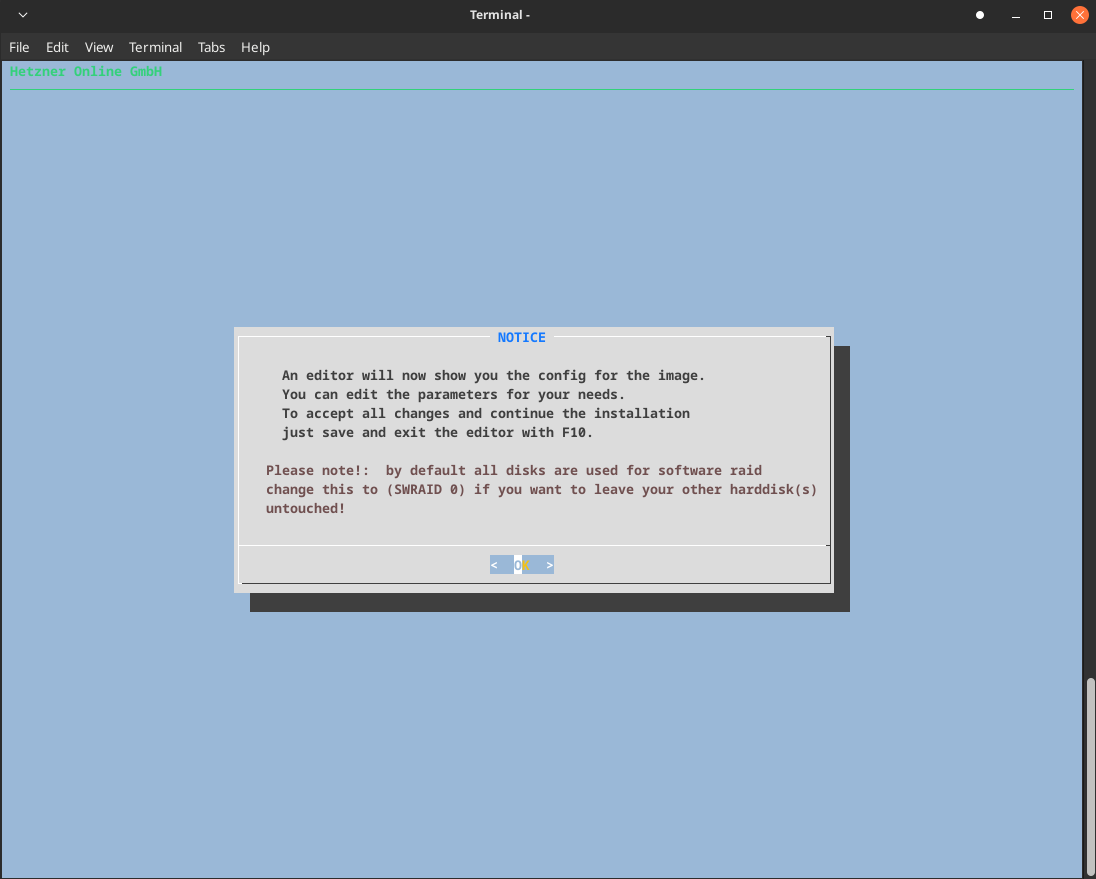 Terminal -
File Edit View Terminal Tabs Help
Hetzner Online GmbH
NOTICE
An editor will now show you the config for the image.
You can edit the parameters for your needs.
To accept all changes and continue the installation
just save and exit the editor with F10.
Please note!:  by default all disks are used for software raid
change this to (SWRAID 0) if you want to leave your other harddisk(s)
untouched!
<  OK  >